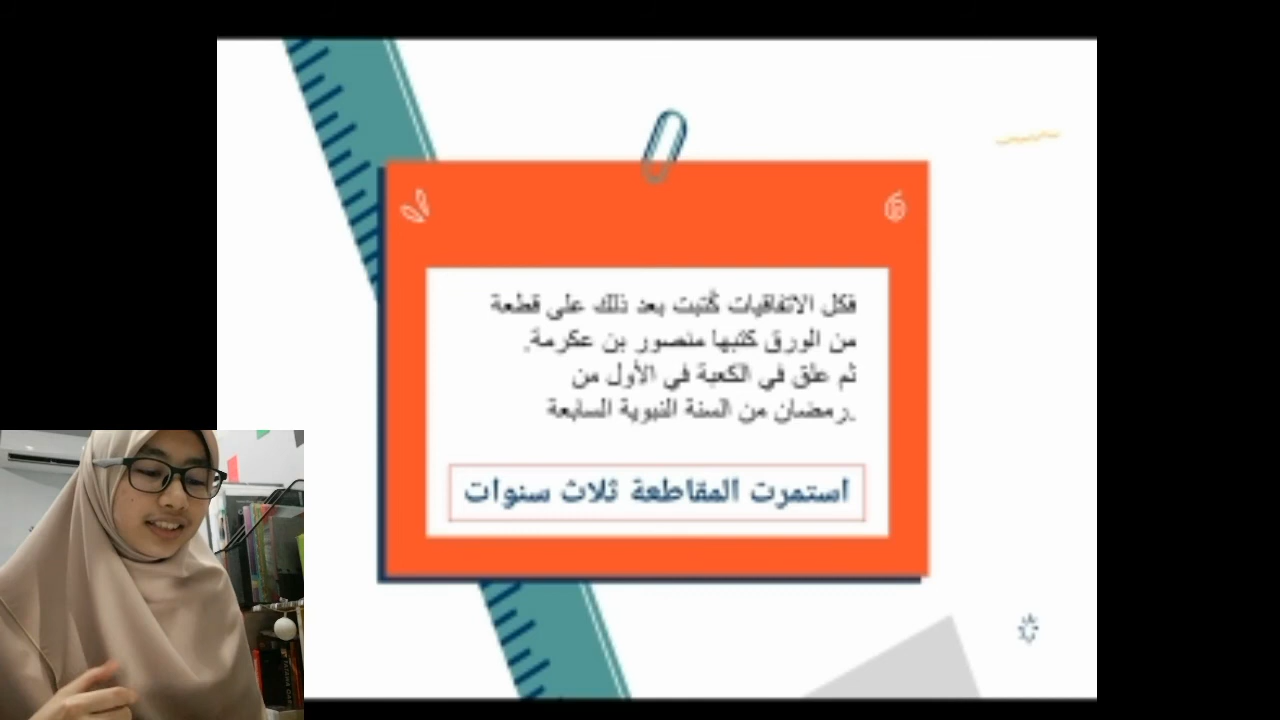 فكل الاتفاقيات كُتبت بعد ذلك على قطعة
من الورق كتبها منصور بن عكرمة.
ثم علق في الكعبة في الأول من
.رمضان من السنة النبوية السابعة
استمرت المقاطعة ثلاث سنوات